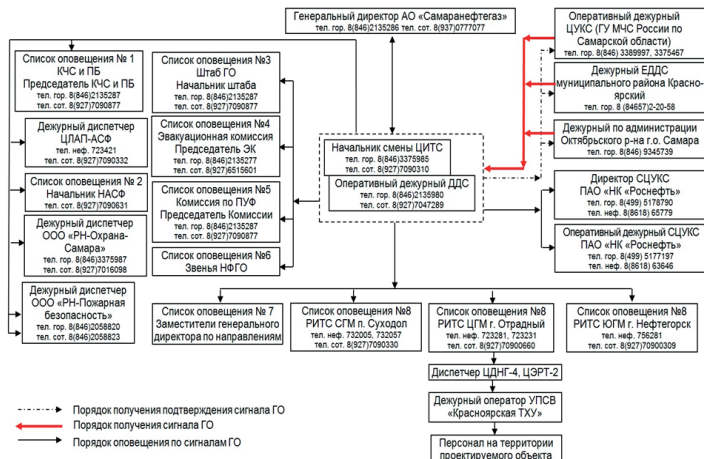 Генеральный директор АО «Самаранефтегаз»
тел. гор. 8(846)2135286 тел. сот. 8(937)0777077
Оперативный дежурный
ЦУКС (ГУ МЧС России по
Самарской области)
тел. гор. 8(846) 3389997, 3375467
Список оповещения № 1
КЧС и ПБ
Председатель КЧС и ПБ
тел. гор. 8(846)2135287
тел. сот. 8(927)7090877
Список оповещения №3
Штаб ГО
Начальник штаба
тел. гор. 8(846)2135287
тел. сот. 8(927)7090877
Дежурный ЕДДС
муниципального района Красно-
ярский
тел. гор. 8 (84657)2-20-58
Дежурный диспетчер
ЦЛАП-АСФ
тел. неф. 723421
тел. сот. 8(927)7090332
Список оповещения №4
Эвакуационная комиссия
Председатель ЭК
тел. гор. 8(846)2135277
тел. сот. 8(927)6515601
Дежурный по администрации
Октябрьского р-на г.о. Самара
тел. гор. 8(846) 9345739
Начальник смены ЦИТС
тел. гор. 8(846)3375985
тел. сот. 8(927)7090310
Оперативный дежурный ДДС
тел. гор. 8(846)2135980
тел. сот. 8(927)7047289
Список оповещения № 2
Начальник НАСФ
тел. сот. 8(927)7090631
Список оповещения №5
Комиссия по ПУФ
Председатель Комиссии
тел. гор. 8(846)2135287
тел. сот. 8(927)7090877
Директор СЦУКС
ПАО «НК «Роснефть»
тел. гор. 8(499) 5178790
тел. неф. 8(8618) 65779
Дежурный диспетчер
ООО «РН-Охрана-
Самара»
тел. гор. 8(846)3375987
тел. сот. 8(927)7016098
Список оповещения №6
Звенья НФГО
Оперативный дежурный СЦУКС
ПАО «НК «Роснефть»
тел. гор. 8(499) 5177197
тел. неф. 8(8618) 63646
Дежурный диспетчер
ООО «РН-Пожарная
безопасность»
тел. гор. 8(846)2058820
тел. сот. 8(846)2058823
Список оповещения № 7
Заместители генерального
директора по направлениям
Список оповещения №8
РИТС СГМ п. Суходол
тел. неф. 732005, 732057
тел. сот. 8(927)7090330
Список оповещения №8
РИТС ЦГМ г. Отрадный
тел. неф. 723281, 723231
тел. сот. 8(927)70900660
Список оповещения №8
РИТС ЮГМ г. Нефтегорск
тел. неф. 756281
тел. сот. 8(927)70900309
Диспетчер ЦДНГ-4, ЦЭРТ-2
Дежурный оператор УПСВ
«Красноярская ТХУ»
Персонал на территории
проектируемого объекта
Порядок получения подтверждения сигнала ГО
Порядок получения сигнала ГО
Порядок оповещения по сигналам ГО